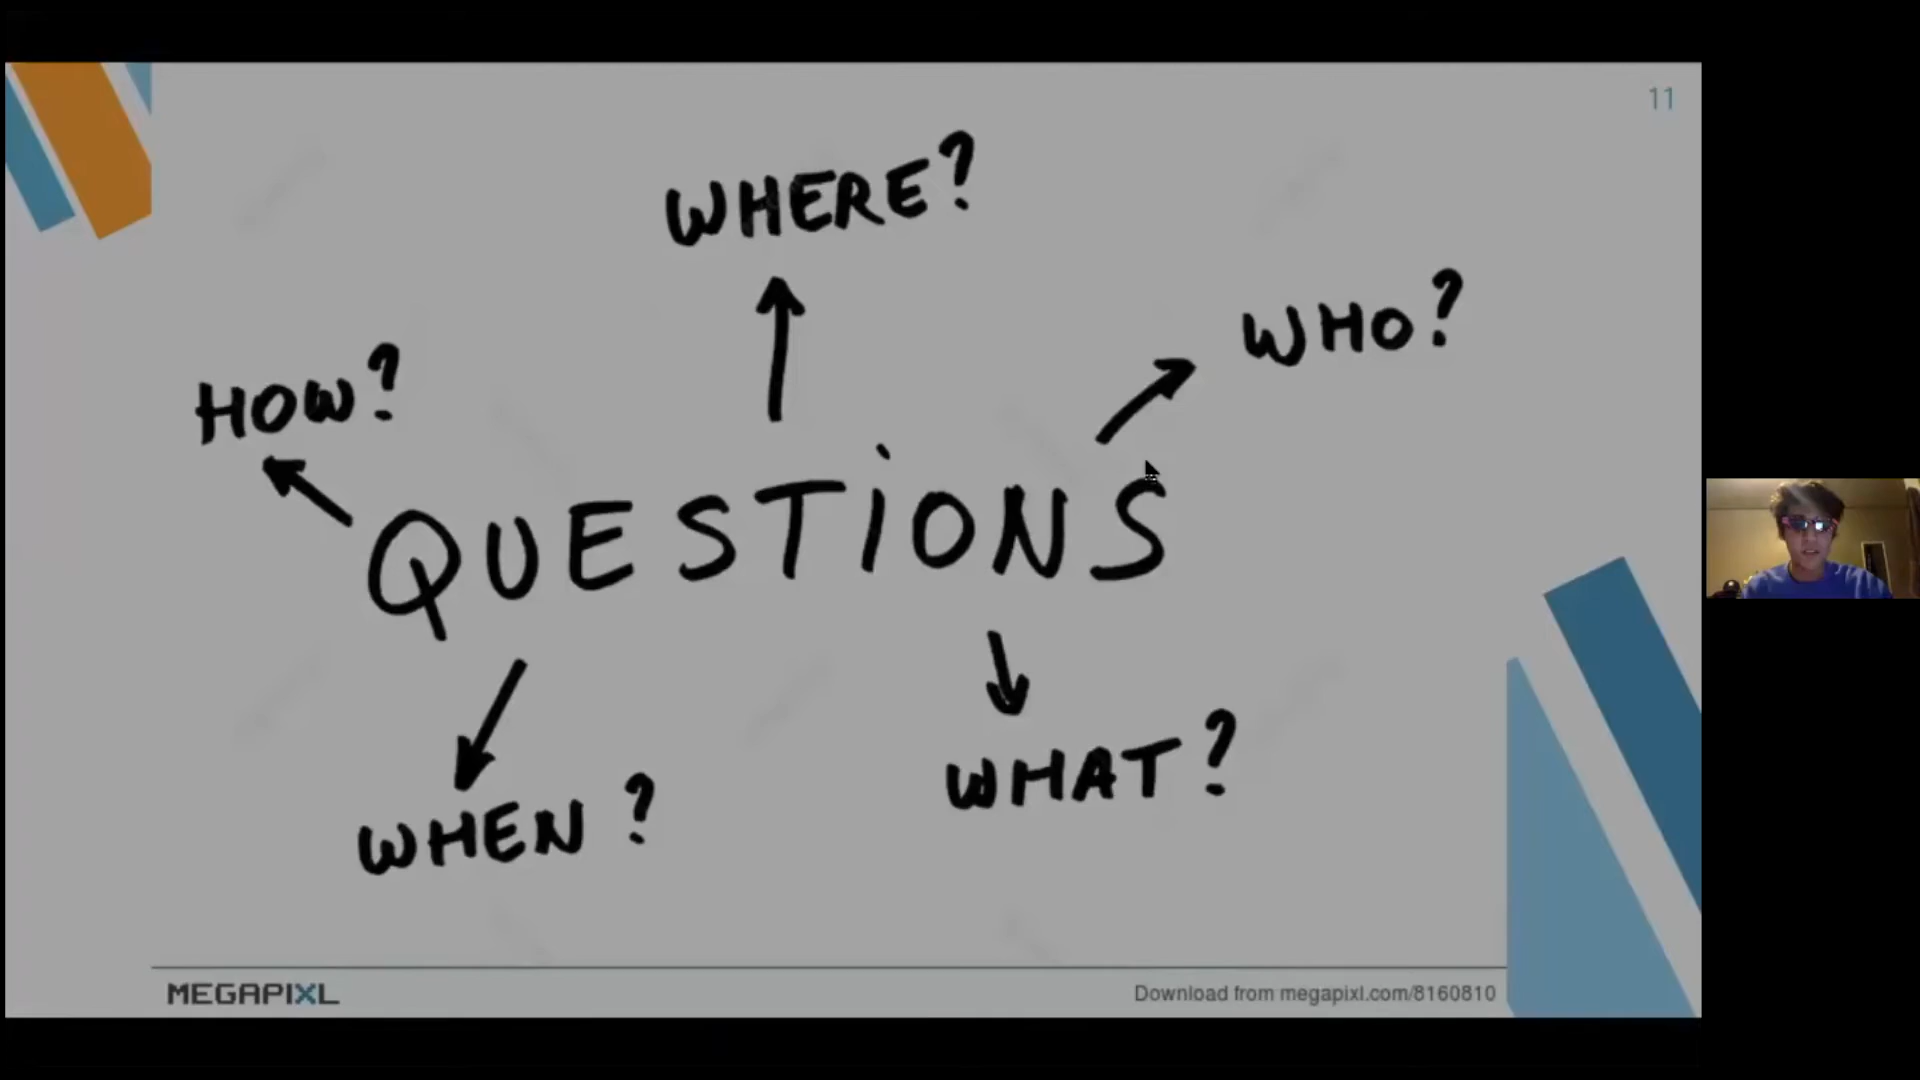 11
WHERE?
WHO?
HOW?
QUESTiONS
WHAT?
WHEN?
MEGAPIXL
Download from megapixl.com/8160810